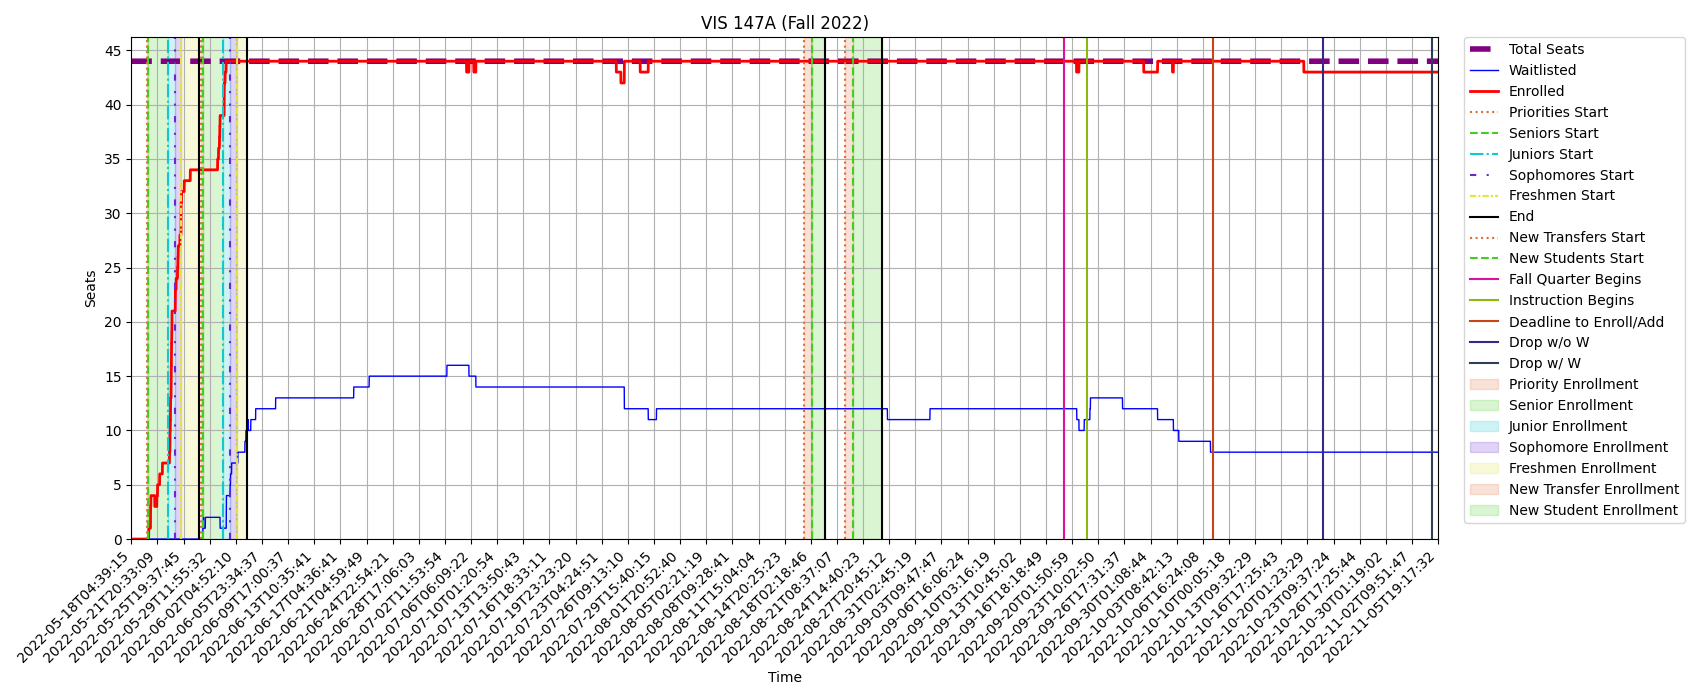 VIS 147A (Fall 2022)
Seats
45
40
35
30
25
20
15
10
5
0
2022-05-18T04:39:15
2022-05-21T20:33:09
2022-05-25T19:37:45
2022-05-29T11:55:32
2022-06-02T04:52:10
2022-06-05T23:34:37
2022-06-09T17:00:37
2022-06-13T10:35:41
2022-06-17T04:36:41
2022-06-21T04:59:49
2022-06-24T22:54:21
2022-06-28T17:06:03
2022-07-02T11:53:54
2022-07-06T06:09:22
2022-07-10T01:20:54
2022-07-13T13:50:43
2022-07-16T18:33:11
2022-07-19T23:23:20
2022-07-23T04:24:51
2022-07-26T09:13:10
2022-07-29T15:40:15
2022-08-01T20:52:40
2022-08-05T02:21:19
2022-08-08T09:28:41
2022-08-11T15:04:04
2022-08-14T20:25:23
2022-08-18T02:18:46
2022-08-21T08:37:07
2022-08-24T14:40:23
2022-08-27T20:45:12
2022-08-31T02:45:19
2022-09-03T09:47:47
2022-09-06T16:06:24
2022-09-10T03:16:19
2022-09-13T10:45:02
2022-09-16T18:18:49
2022-09-20T01:50:59
2022-09-23T10:02:50
2022-09-26T17:31:37
2022-09-30T01:08:44
2022-10-03T08:42:13
2022-10-06T16:24:08
2022-10-10T00:05:18
2022-10-13T09:32:29
2022-10-16T17:25:43
2022-10-20T01:23:29
2022-10-23T09:37:24
2022-10-26T17:25:44
2022-10-30T01:19:02
2022-11-02T09:51:47
2022-11-05T19:17:32
Time
Total Seats
Waitlisted
Enrolled
Priorities Start
Seniors Start
Juniors Start
Sophomores Start
Freshmen Start
End
New Transfers Start
New Students Start
Fall Quarter Begins
Instruction Begins
Deadline to Enroll/Add
Drop w/o W
Drop w/ W
Priority Enrollment
Senior Enrollment
Junior Enrollment
Sophomore Enrollment
Freshmen Enrollment
New Transfer Enrollment
New Student Enrollment